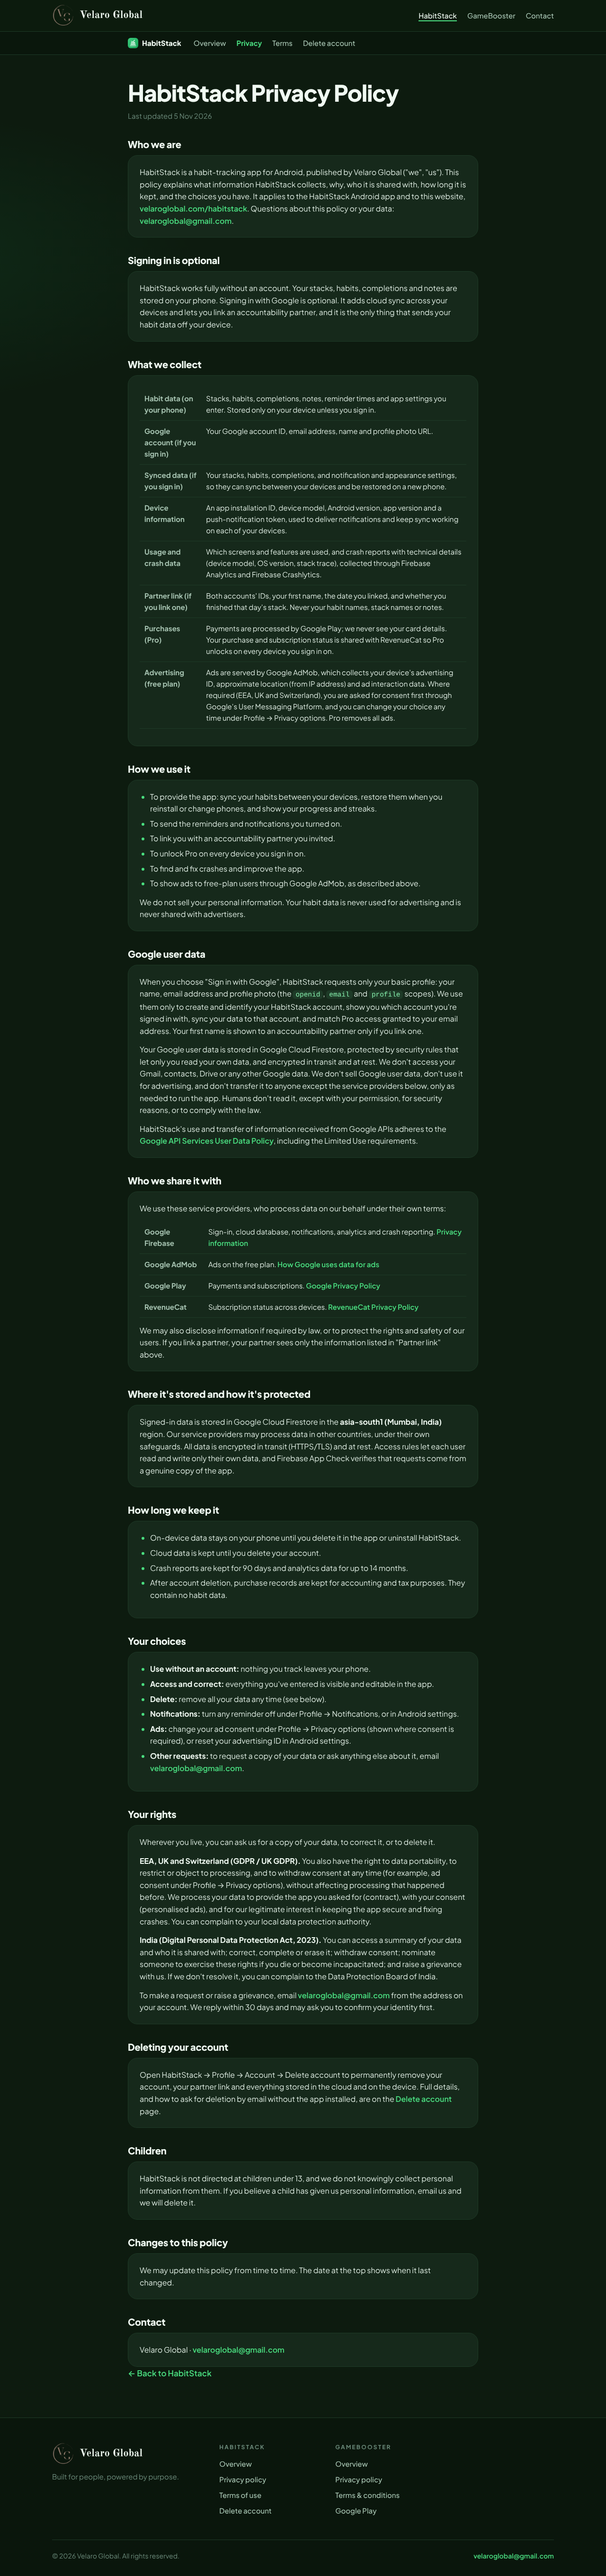 Velaro Global
HabitStack GameBooster Contact
HabitStack Overview Privacy Terms Delete account
HabitStack Privacy Policy
Last updated 5 Nov 2026
Who we are
HabitStack is a habit-tracking app for Android, published by Velaro Global ("we", "us"). This
policy explains what information HabitStack collects, why, who it is shared with, how long it is
kept, and the choices you have. It applies to the HabitStack Android app and to this website,
velaroglobal.com/habitstack. Questions about this policy or your data:
velaroglobal@gmail.com.
Signing in is optional
HabitStack works fully without an account. Your stacks, habits, completions and notes are
stored on your phone. Signing in with Google is optional. It adds cloud sync across your
devices and lets you link an accountability partner, and it is the only thing that sends your
habit data off your device.
What we collect
Habit data (on
your phone)
Stacks, habits, completions, notes, reminder times and app settings you
enter. Stored only on your device unless you sign in.
Google
account (if you
sign in)
Your Google account ID, email address, name and profile photo URL.
Synced data (if
you sign in)
Your stacks, habits, completions, and notification and appearance settings,
so they can sync between your devices and be restored on a new phone.
Device
information
An app installation ID, device model, Android version, app version and a
push-notification token, used to deliver notifications and keep sync working
on each of your devices.
Usage and
crash data
Which screens and features are used, and crash reports with technical details
(device model, OS version, stack trace), collected through Firebase
Analytics and Firebase Crashlytics.
Partner link (if
you link one)
Both accounts' IDs, your first name, the date you linked, and whether you
finished that day's stack. Never your habit names, stack names or notes.
Purchases
(Pro)
Payments are processed by Google Play; we never see your card details.
Your purchase and subscription status is shared with RevenueCat so Pro
unlocks on every device you sign in on.
Advertising
(free plan)
Ads are served by Google AdMob, which collects your device's advertising
ID, approximate location (from IP address) and ad interaction data. Where
required (EEA, UK and Switzerland), you are asked for consent first through
Google's User Messaging Platform, and you can change your choice any
time under Profile → Privacy options. Pro removes all ads.
How we use it
• To provide the app: sync your habits between your devices, restore them when you
reinstall or change phones, and show your progress and streaks.
• To send the reminders and notifications you turned on.
• To link you with an accountability partner you invited.
• To unlock Pro on every device you sign in on.
• To find and fix crashes and improve the app.
• To show ads to free-plan users through Google AdMob, as described above.
We do not sell your personal information. Your habit data is never used for advertising and is
never shared with advertisers.
Google user data
When you choose "Sign in with Google", HabitStack requests only your basic profile: your
name, email address and profile photo (the openid, email and profile scopes). We use
them only to create and identify your HabitStack account, show you which account you're
signed in with, sync your data to that account, and match Pro access granted to your email
address. Your first name is shown to an accountability partner only if you link one.
Your Google user data is stored in Google Cloud Firestore, protected by security rules that
let only you read your own data, and encrypted in transit and at rest. We don't access your
Gmail, contacts, Drive or any other Google data. We don't sell Google user data, don't use it
for advertising, and don't transfer it to anyone except the service providers below, only as
needed to run the app. Humans don't read it, except with your permission, for security
reasons, or to comply with the law.
HabitStack's use and transfer of information received from Google APIs adheres to the
Google API Services User Data Policy, including the Limited Use requirements.
Who we share it with
We use these service providers, who process data on our behalf under their own terms:
Google
Firebase
Sign-in, cloud database, notifications, analytics and crash reporting. Privacy
information
Google AdMob Ads on the free plan. How Google uses data for ads
Google Play Payments and subscriptions. Google Privacy Policy
RevenueCat Subscription status across devices. RevenueCat Privacy Policy
We may also disclose information if required by law, or to protect the rights and safety of our
users. If you link a partner, your partner sees only the information listed in "Partner link"
above.
Where it's stored and how it's protected
Signed-in data is stored in Google Cloud Firestore in the asia-south1 (Mumbai, India)
region. Our service providers may process data in other countries, under their own
safeguards. All data is encrypted in transit (HTTPS/TLS) and at rest. Access rules let each user
read and write only their own data, and Firebase App Check verifies that requests come from
a genuine copy of the app.
How long we keep it
• On-device data stays on your phone until you delete it in the app or uninstall HabitStack.
• Cloud data is kept until you delete your account.
• Crash reports are kept for 90 days and analytics data for up to 14 months.
• After account deletion, purchase records are kept for accounting and tax purposes. They
contain no habit data.
Your choices
• Use without an account: nothing you track leaves your phone.
• Access and correct: everything you've entered is visible and editable in the app.
• Delete: remove all your data any time (see below).
• Notifications: turn any reminder off under Profile → Notifications, or in Android settings.
• Ads: change your ad consent under Profile → Privacy options (shown where consent is
required), or reset your advertising ID in Android settings.
• Other requests: to request a copy of your data or ask anything else about it, email
velaroglobal@gmail.com.
Your rights
Wherever you live, you can ask us for a copy of your data, to correct it, or to delete it.
EEA, UK and Switzerland (GDPR / UK GDPR). You also have the right to data portability, to
restrict or object to processing, and to withdraw consent at any time (for example, ad
consent under Profile → Privacy options), without affecting processing that happened
before. We process your data to provide the app you asked for (contract), with your consent
(personalised ads), and for our legitimate interest in keeping the app secure and fixing
crashes. You can complain to your local data protection authority.
India (Digital Personal Data Protection Act, 2023). You can access a summary of your data
and who it is shared with; correct, complete or erase it; withdraw consent; nominate
someone to exercise these rights if you die or become incapacitated; and raise a grievance
with us. If we don't resolve it, you can complain to the Data Protection Board of India.
To make a request or raise a grievance, email velaroglobal@gmail.com from the address on
your account. We reply within 30 days and may ask you to confirm your identity first.
Deleting your account
Open HabitStack → Profile → Account → Delete account to permanently remove your
account, your partner link and everything stored in the cloud and on the device. Full details,
and how to ask for deletion by email without the app installed, are on the Delete account
page.
Children
HabitStack is not directed at children under 13, and we do not knowingly collect personal
information from them. If you believe a child has given us personal information, email us and
we will delete it.
Changes to this policy
We may update this policy from time to time. The date at the top shows when it last
changed.
Contact
Velaro Global · velaroglobal@gmail.com
← Back to HabitStack
Velaro Global
Built for people, powered by purpose.
HABITSTACK
Overview
Privacy policy
Terms of use
Delete account
GAMEBOOSTER
Overview
Privacy policy
Terms & conditions
Google Play
© 2026 Velaro Global. All rights reserved.
velaroglobal@gmail.com